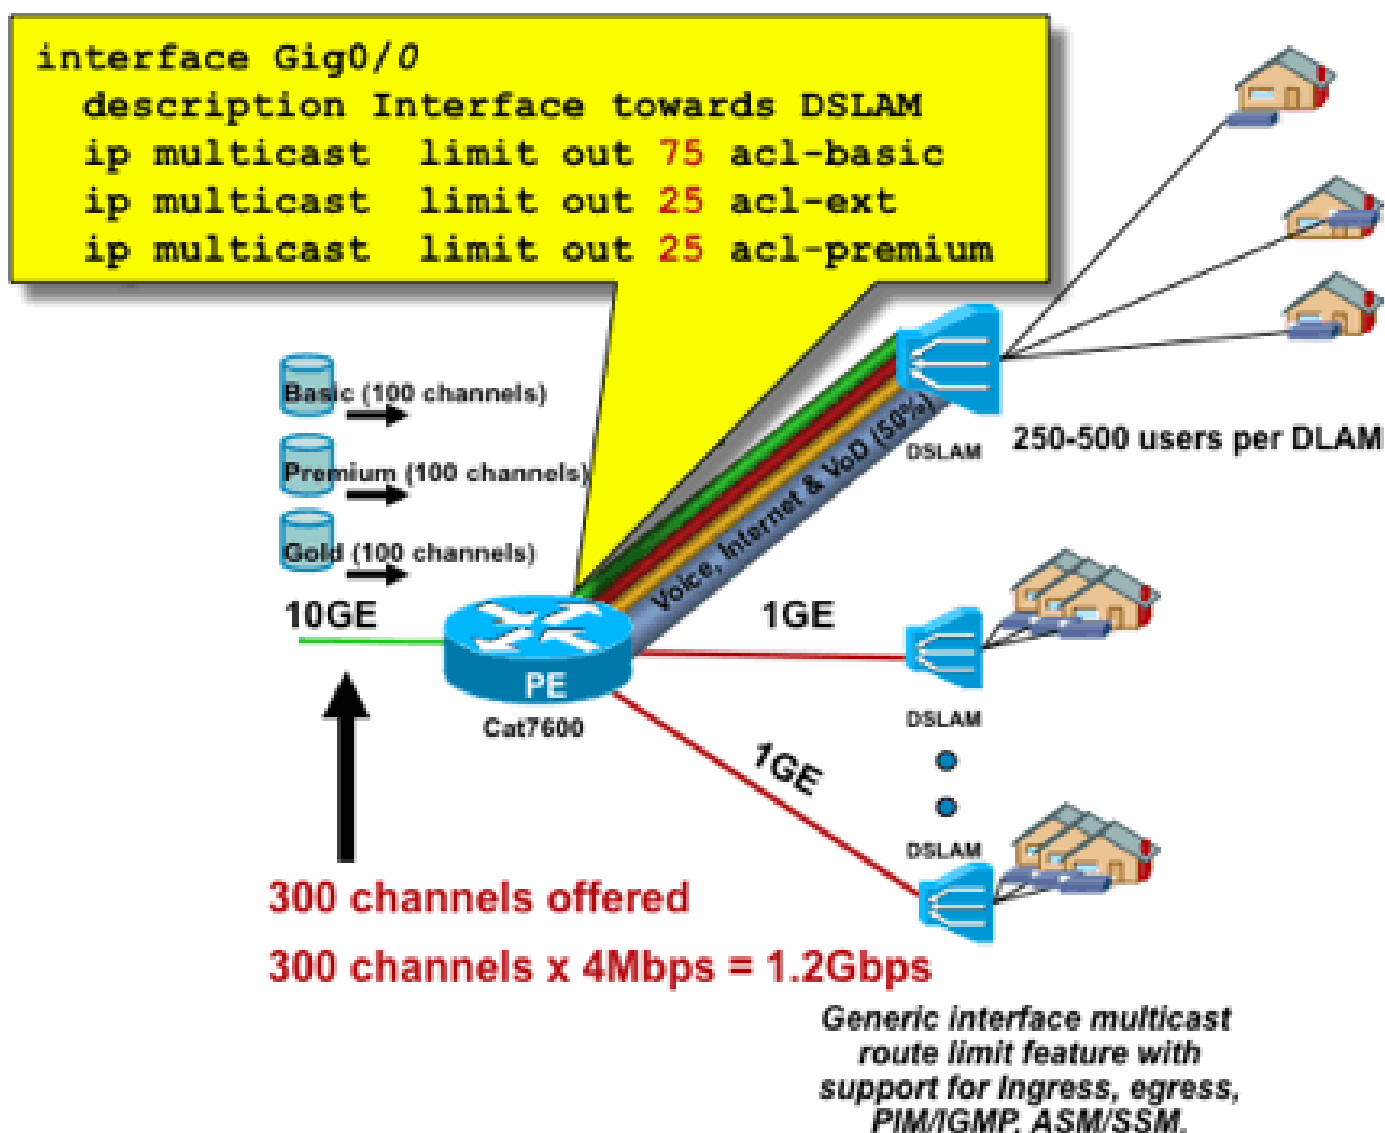 interface Gig0/0
description Interface towards DSLAM
ip multicast limit out 75 acl-basic
ip multicast limit out 25 acl-ext
ip multicast limit out 25 acl-premium
Basic (100 channels)
Premium (100 channels)
Gold (100 channels)
10GE
Voice, Internet & VoD (50%)
DSLAM
250-500 users per DLAM
1GE
PE
Cat7600
DSLAM
1GE
DSLAM
300 channels offered
300 channels x 4Mbps = 1.2Gbps
Generic interface multicast
route limit feature with
support for Ingress, egress,
PIM/IGMP, ASM/SSM.